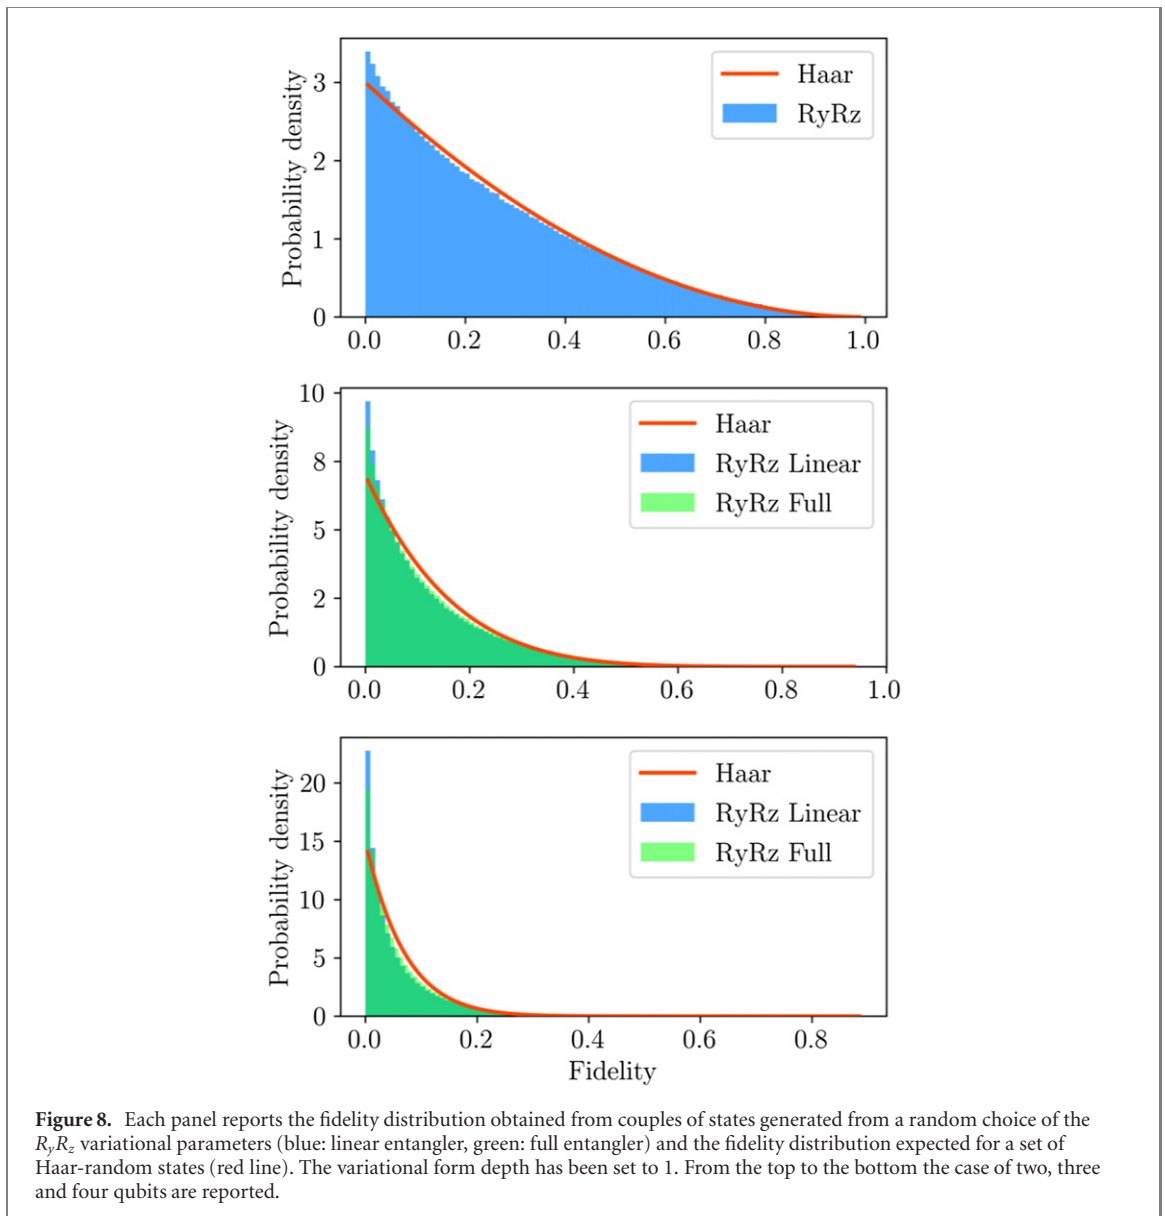 Probability density
3
2
1
0
Haar
RyRz
0.0 0.2 0.4 0.6 0.8 1.0
Probability density
10
8
5
2
0
Haar
RyRz Linear
RyRz Full
0.0 0.2 0.4 0.6 0.8 1.0
Probability density
20
15
10
5
0
Haar
RyRz Linear
RyRz Full
0.0 0.2 0.4 0.6 0.8
Fidelity
Figure 8. Each panel reports the fidelity distribution obtained from couples of states generated from a random choice of the
RyRz variational parameters (blue: linear entangler, green: full entangler) and the fidelity distribution expected for a set of
Haar-random states (red line). The variational form depth has been set to 1. From the top to the bottom the case of two, three
and four qubits are reported.